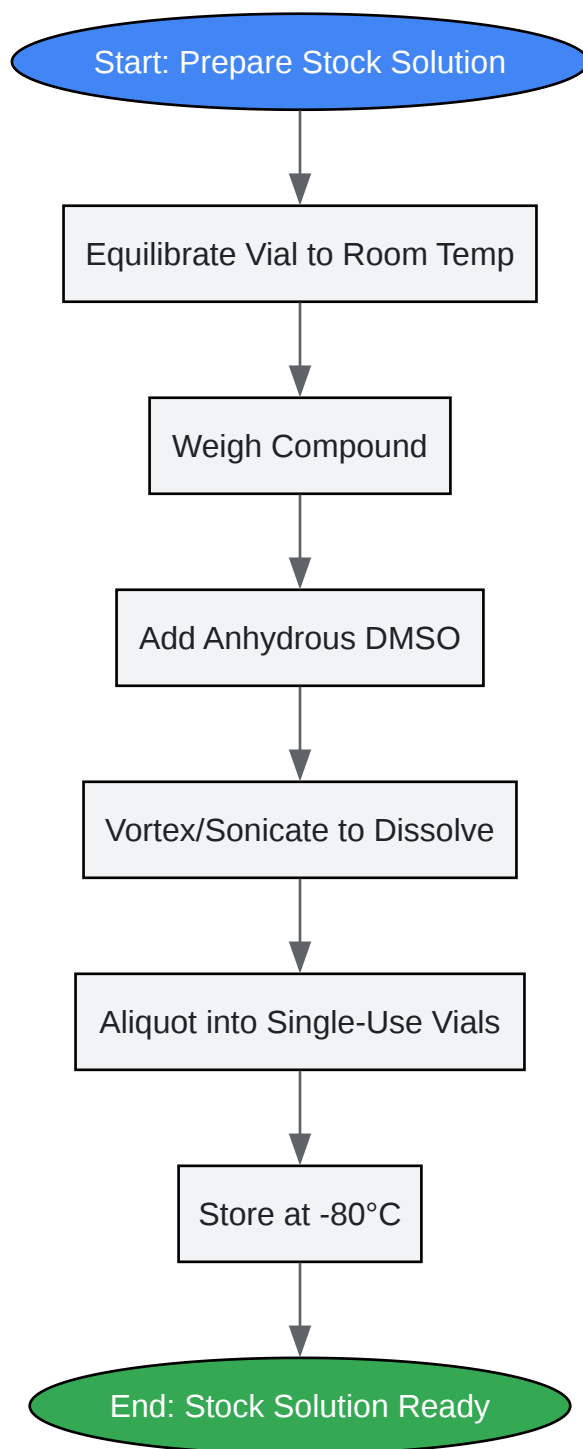 Start: Prepare Stock Solution
Equilibrate Vial to Room Temp
Weigh Compound
Add Anhydrous DMSO
Vortex/Sonicate to Dissolve
Aliquot into Single-Use Vials
Store at -80°C
End: Stock Solution Ready